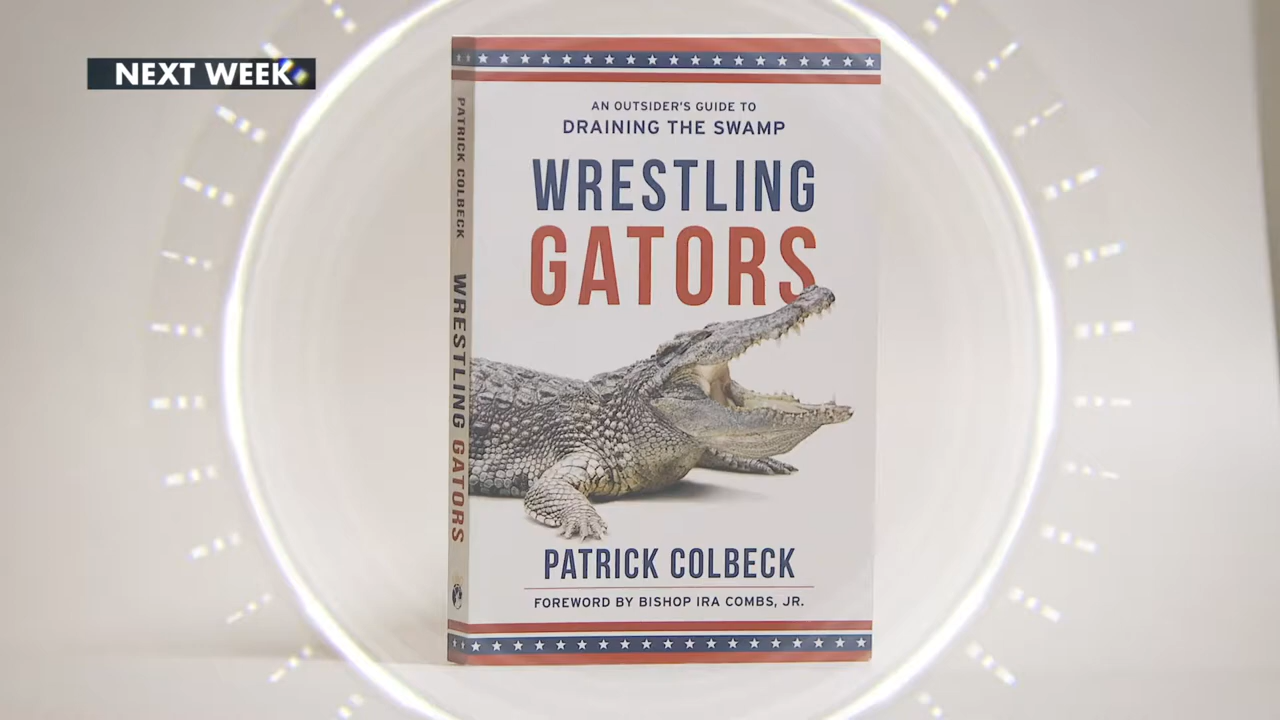 NEXT WEEK
AN OUTSIDER'S GUIDE TO
DRAINING THE SWAMP
WRESTLING
GATORS
PATRICK COLBECK
FOREWORD BY BISHOP IRA COMBS, JR.
PATRICK COLBECK WRESTLING GATORS